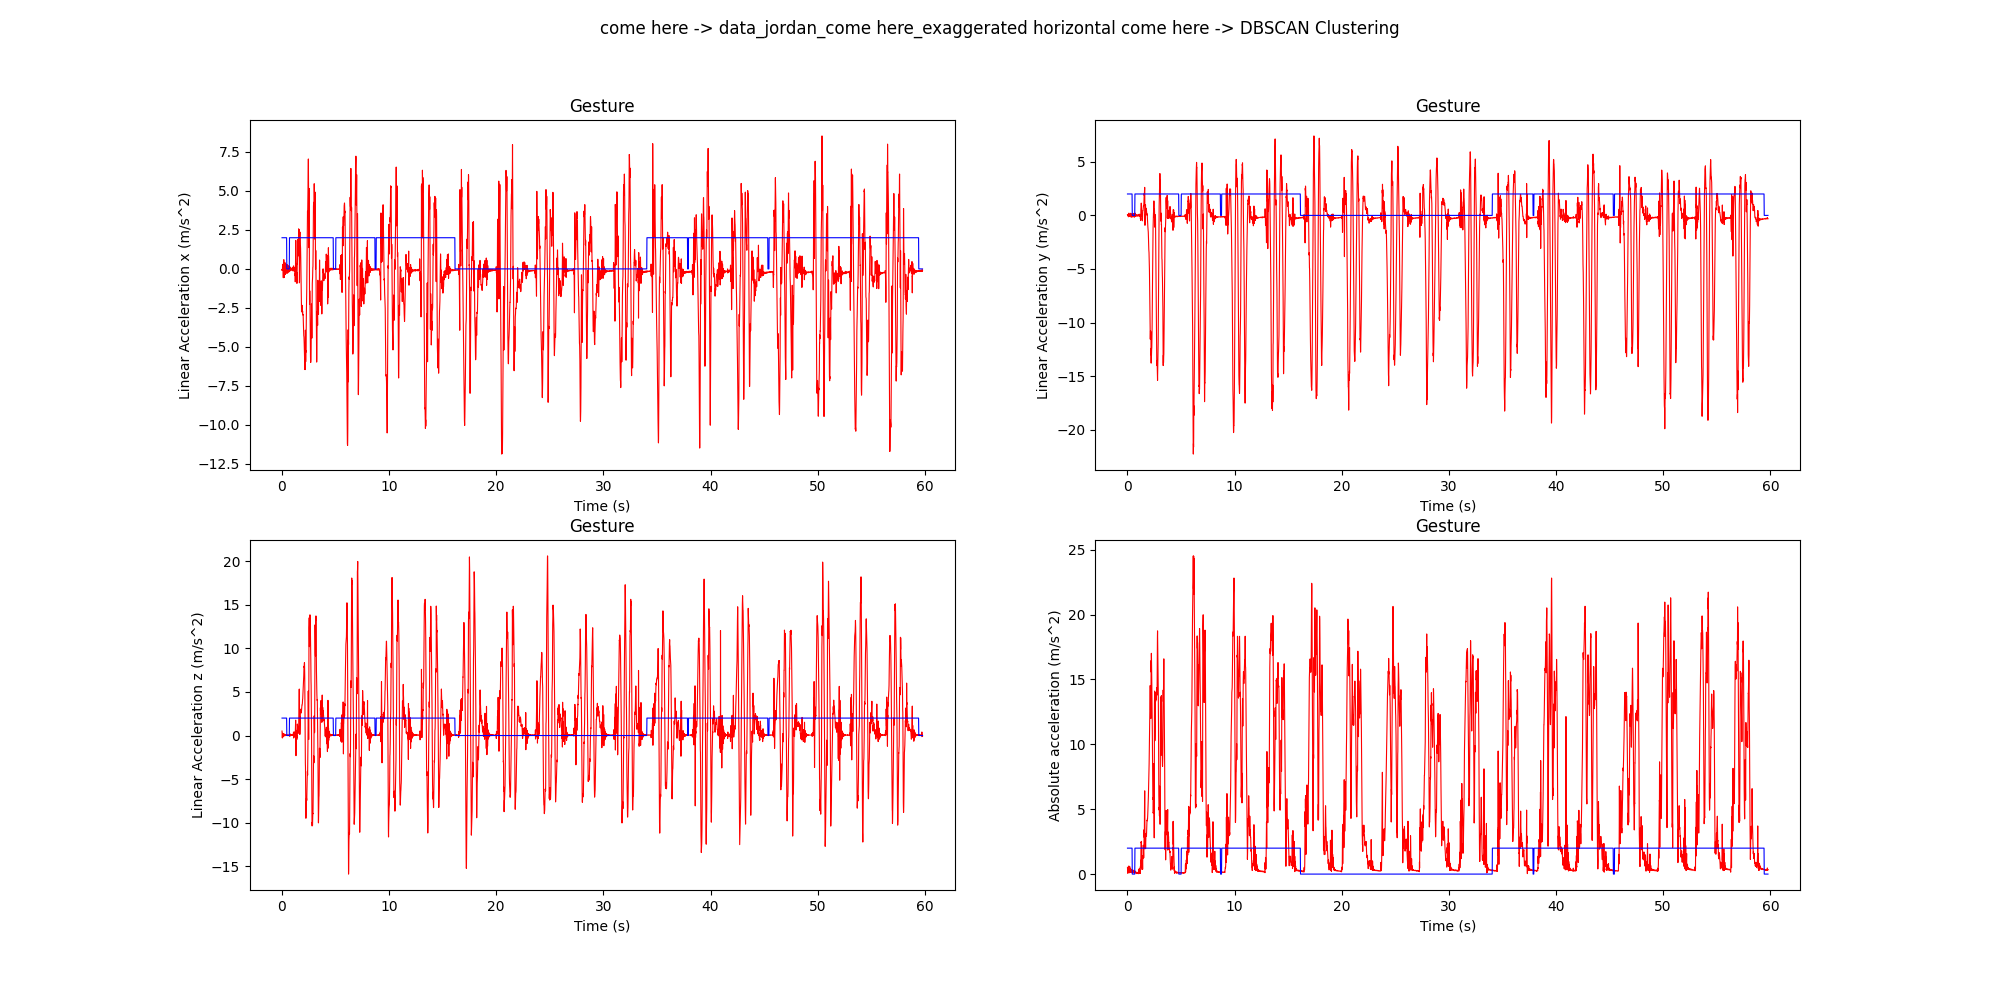 come here -> data_jordan_come here_exaggerated horizontal come here -> DBSCAN Clustering
Gesture
Linear Acceleration x (m/s^2)
7.5
5.0
2.5
0.0
−2.5
−5.0
−7.5
−10.0
−12.5
0 10 20 30 40 50 60
Time (s)
Gesture
Linear Acceleration y (m/s^2)
5
0
−5
−10
−15
−20
0 10 20 30 40 50 60
Time (s)
Gesture
Linear Acceleration z (m/s^2)
20
15
10
5
0
−5
−10
−15
0 10 20 30 40 50 60
Time (s)
Gesture
Absolute acceleration (m/s^2)
25
20
15
10
5
0
0 10 20 30 40 50 60
Time (s)